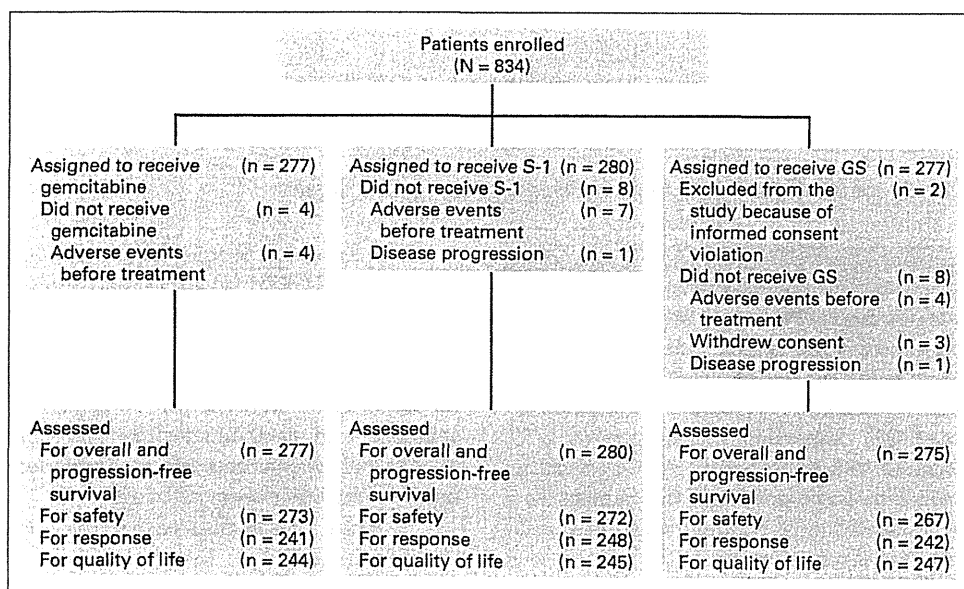 Patients enrolled
(N = 834)
Assigned to receive (n = 277)
gemcitabine
Did not receive (n = 4)
gemcitabine
Adverse events (n = 4)
before treatment
Assigned to receive S-1 (n = 280)
Did not receive S-1 (n = 8)
Adverse events (n = 7)
before treatment
Disease progression (n = 1)
Assigned to receive GS (n = 277)
Excluded from the (n = 2)
study because of
informed consent
violation
Did not receive GS (n = 8)
Adverse events before (n = 4)
treatment
Withdrew consent (n = 3)
Disease progression (n = 1)
Assessed
For overall and (n = 277)
progression-free
survival
For safety (n = 273)
For response (n = 241)
For quality of life (n = 244)
Assessed
For overall and (n = 280)
progression-free
survival
For safety (n = 272)
For response (n = 248)
For quality of life (n = 245)
Assessed
For overall and (n = 275)
progression-free
survival
For safety (n = 267)
For response (n = 242)
For quality of life (n = 247)